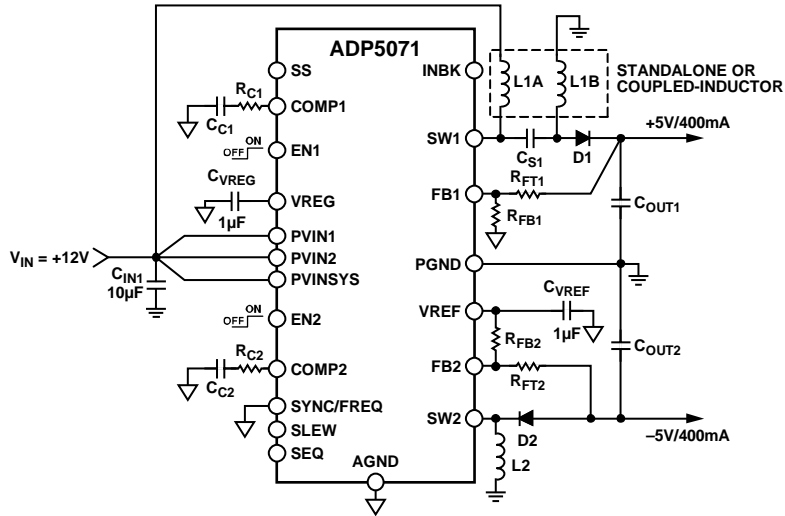 ADP5071
SS
R_C1
C_C1
COMP1
ON
OFF
EN1
C_VREG
1µF
VREG
PVIN1
V_IN = +12V
PVIN2
C_IN1
10µF
PVINSYS
ON
OFF
EN2
R_C2
C_C2
COMP2
SYNC/FREQ
SLEW
SEQ
AGND
INBK
L1A
L1B
STANDALONE OR
COUPLED-INDUCTOR
SW1
C_S1
D1
+5V/400mA
FB1
R_FT1
R_FB1
C_OUT1
PGND
VREF
C_VREF
1µF
R_FB2
C_OUT2
FB2
R_FT2
SW2
D2
–5V/400mA
L2